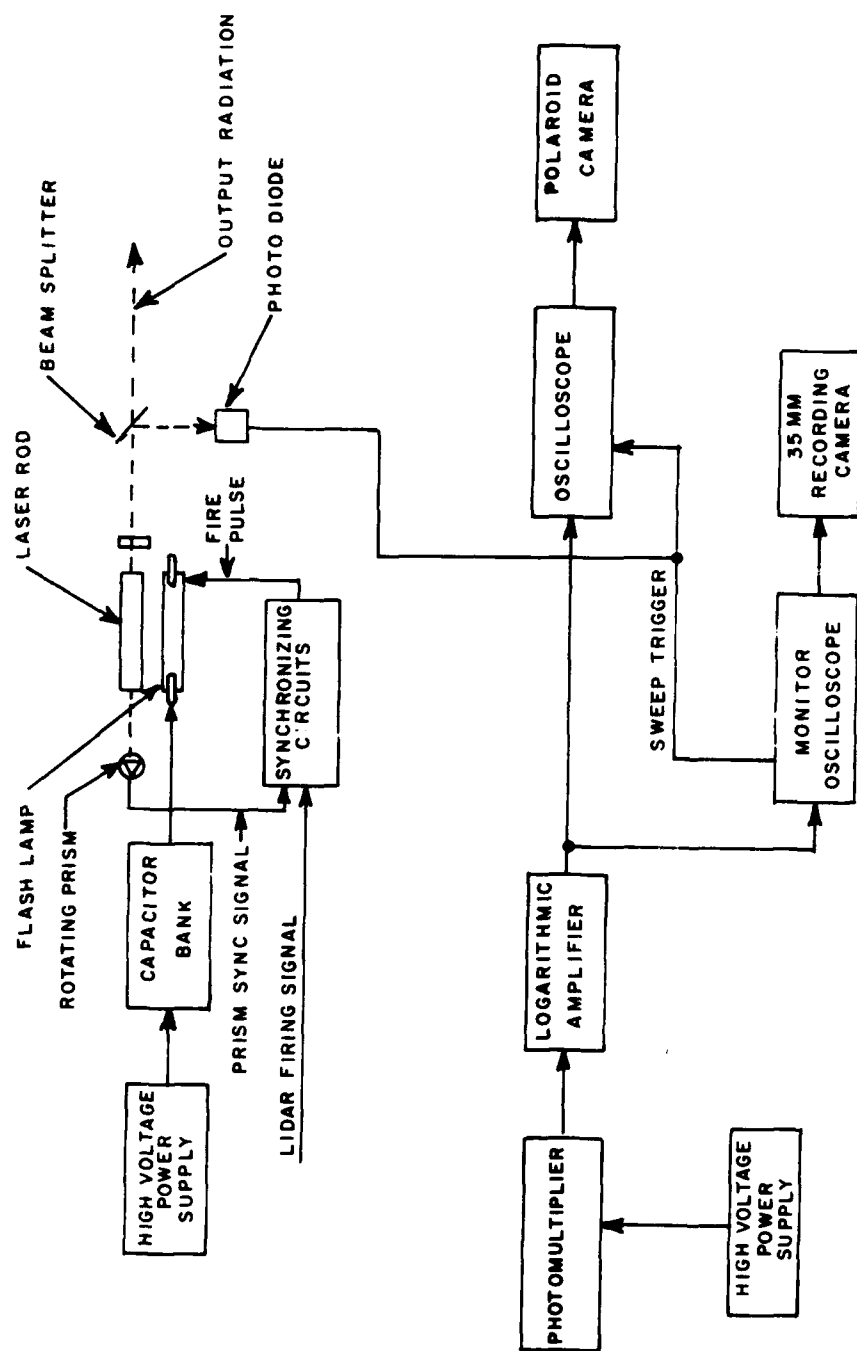 BEAM SPLITTER
OUTPUT RADIATION
PHOTO DIODE
LASER ROD
FIRE
PULSE
FLASH LAMP
ROTATING PRISM
HIGH VOLTAGE
POWER
SUPPLY
CAPACITOR
BANK
SYNCHRONIZING
CIRCUITS
PRISM SYNC SIGNAL
LIDAR FIRING SIGNAL
PHOTOMULTIPLIER
HIGH VOLTAGE
POWER
SUPPLY
LOGARITHMIC
AMPLIFIER
SWEEP TRIGGER
OSCILLOSCOPE
POLAROID
CAMERA
MONITOR
OSCILLOSCOPE
35 MM
RECORDING
CAMERA